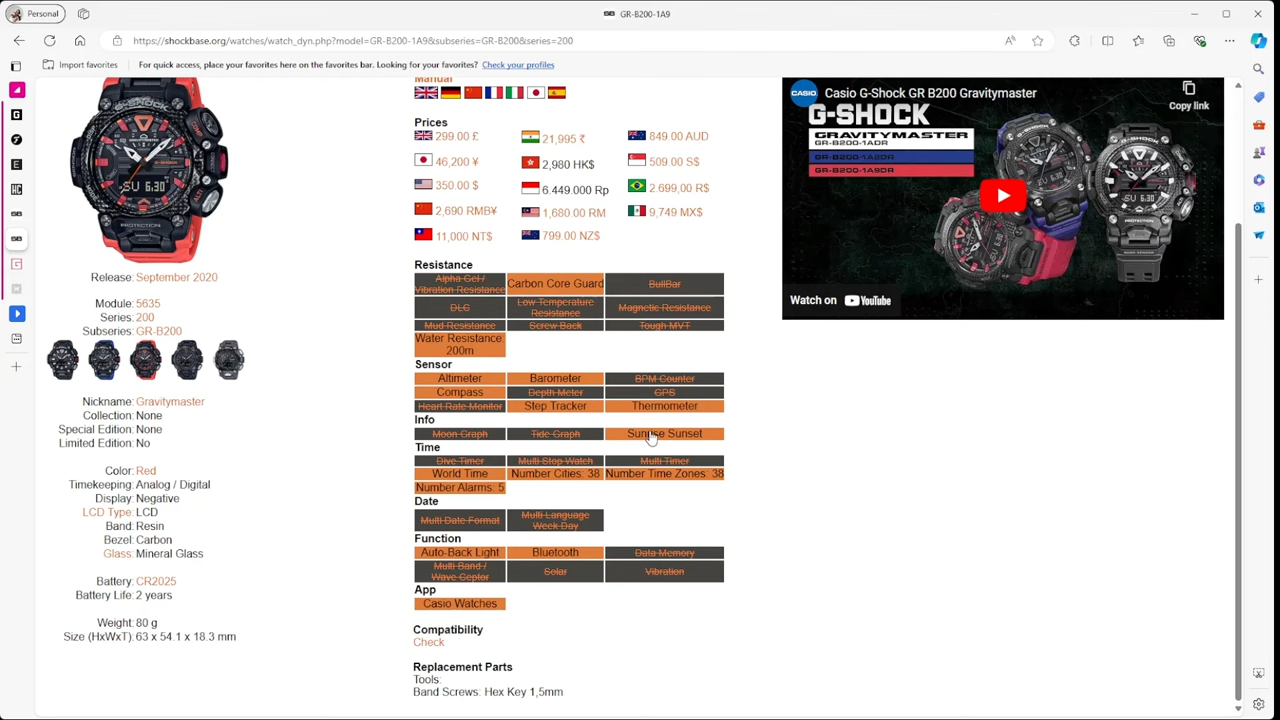 Personal
GR-B200-1A9
https://shockbase.org/watches/watch_dyn.php?model=GR-B200-1A9&subseries=GR-B200&series=200
Import favorites
For quick access, place your favorites here on the favorites bar. Looking for your favorites? Check your profiles
Release: September 2020
Module: 5635
Series: 200
Subseries: GR-B200
Nickname: Gravitymaster
Collection: None
Special Edition: None
Limited Edition: No
Color: Red
Timekeeping: Analog / Digital
Display: Negative
LCD Type: LCD
Band: Resin
Bezel: Carbon
Glass: Mineral Glass
Battery: CR2025
Battery Life: 2 years
Weight: 80 g
Size (HxWxT): 63 x 54.1 x 18.3 mm
Manual
Prices
299.00 £ 21,995 ₹ 849.00 AUD
46,200 ¥ 2,980 HK$ 509.00 S$
350.00 $ 6.449.000 Rp 2.699,00 R$
2,690 RMB¥ 1,680.00 RM 9,749 MX$
11,000 NT$ 799.00 NZ$
Resistance
Alpha Gel / Vibration Resistance Carbon Core Guard BullBar
DLC Low Temperature Resistance Magnetic Resistance
Mud Resistance Screw Back Tough MVT
Water Resistance: 200m
Sensor
Altimeter Barometer BPM Counter
Compass Depth Meter GPS
Heart Rate Monitor Step Tracker Thermometer
Info
Moon Graph Tide Graph Sunrise Sunset
Time
Dive Timer Multi Stop Watch Multi Timer
World Time Number Cities: 38 Number Time Zones: 38
Number Alarms: 5
Date
Multi Date Format Multi Language Week Day
Function
Auto-Back Light Bluetooth Data Memory
Multi Band / Wave Ceptor Solar Vibration
App
Casio Watches
Compatibility
Check
Replacement Parts
Tools:
Band Screws: Hex Key 1,5mm
CASIO
Casio G-Shock GR B200 Gravitymaster
Copy link
G-SHOCK
GRAVITYMASTER
GR-B200-1ADR
GR-B200-1A2DR
GR-B200-1A9DR
Watch on YouTube
G-SHOCK
SU 6:30
PROTECTION